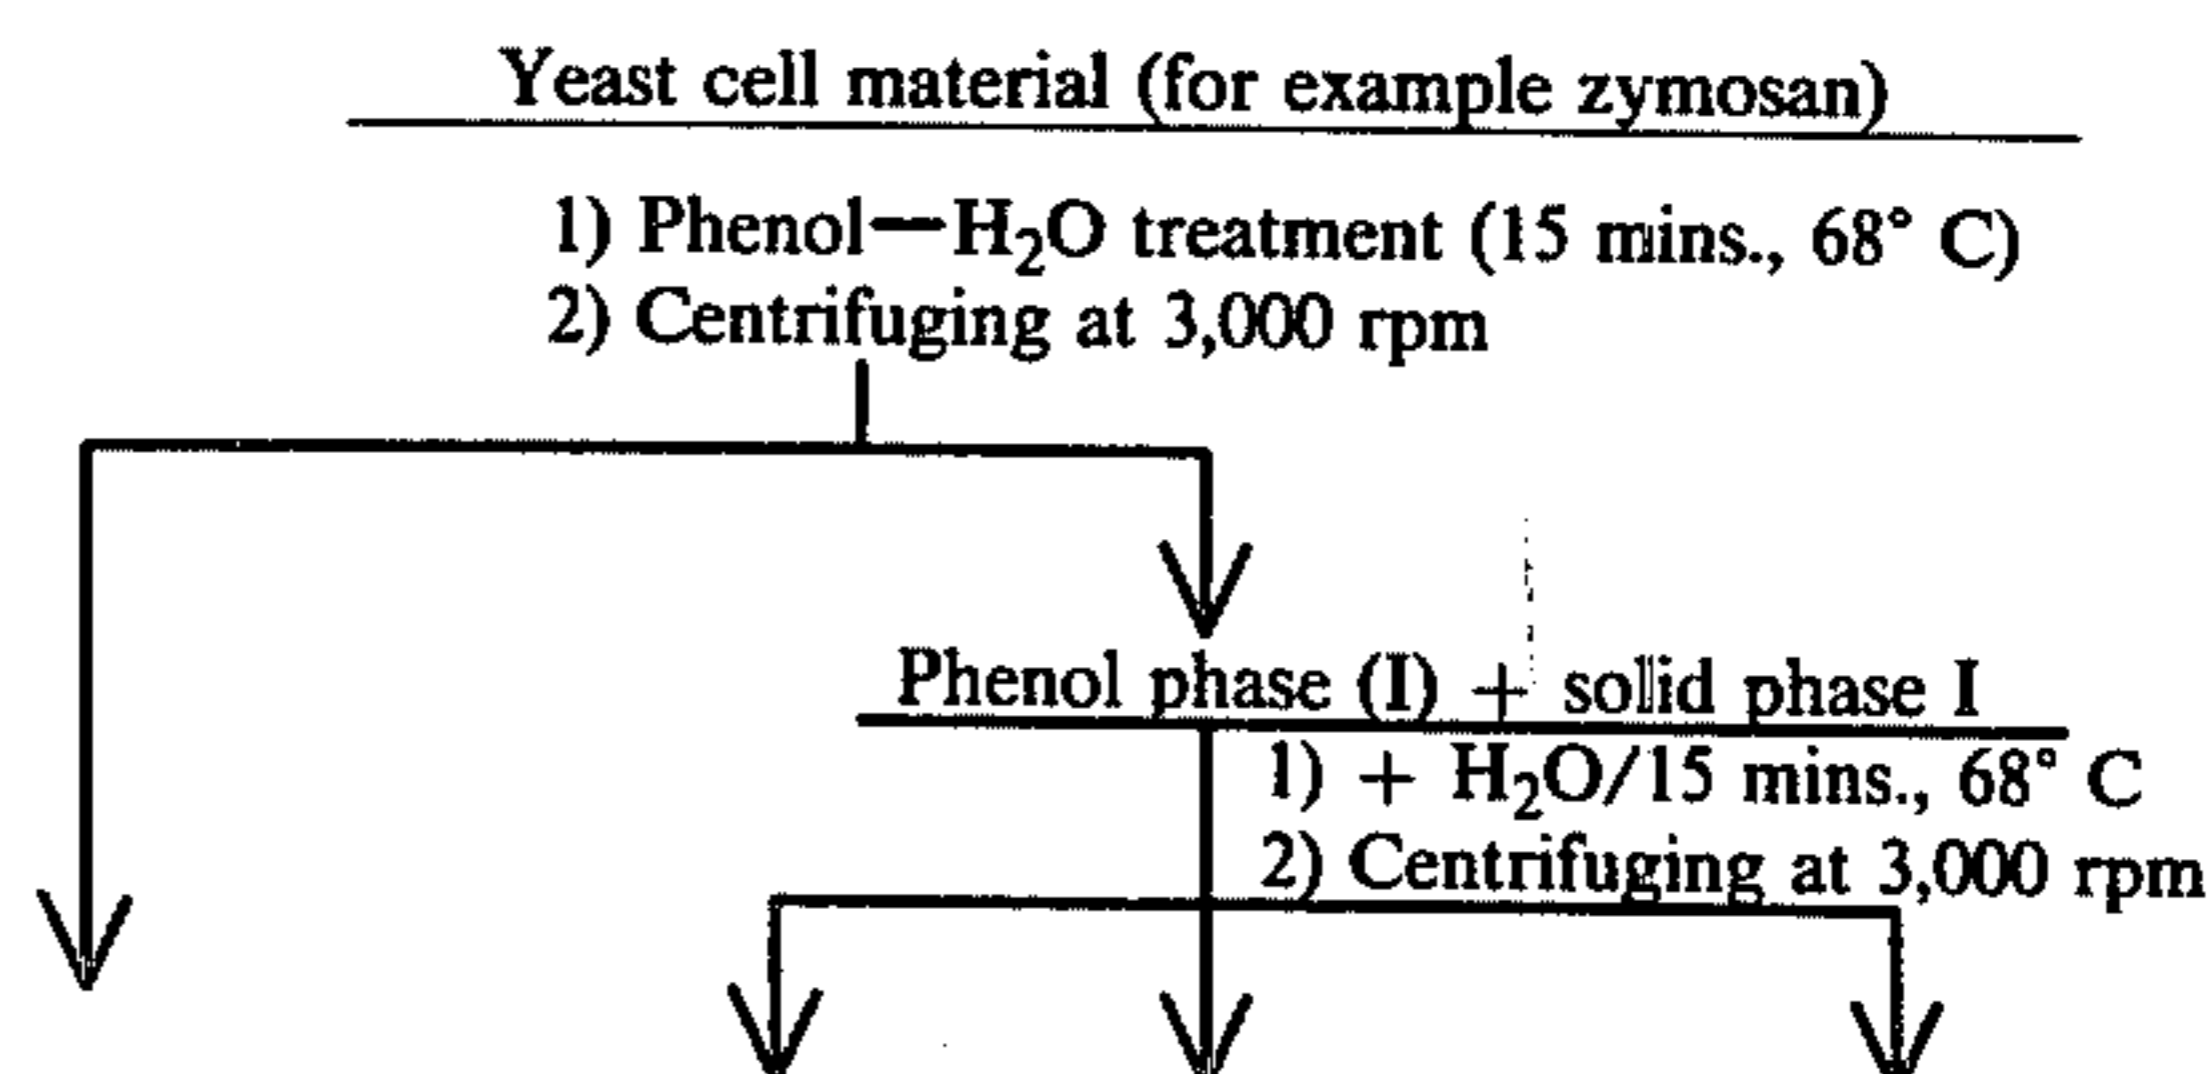 Yeast cell material (for example zymosan)
1) Phenol—H₂O treatment (15 mins., 68° C)
2) Centrifuging at 3,000 rpm
Phenol phase (I) + solid phase I
1) + H₂O/15 mins., 68° C
2) Centrifuging at 3,000 rpm